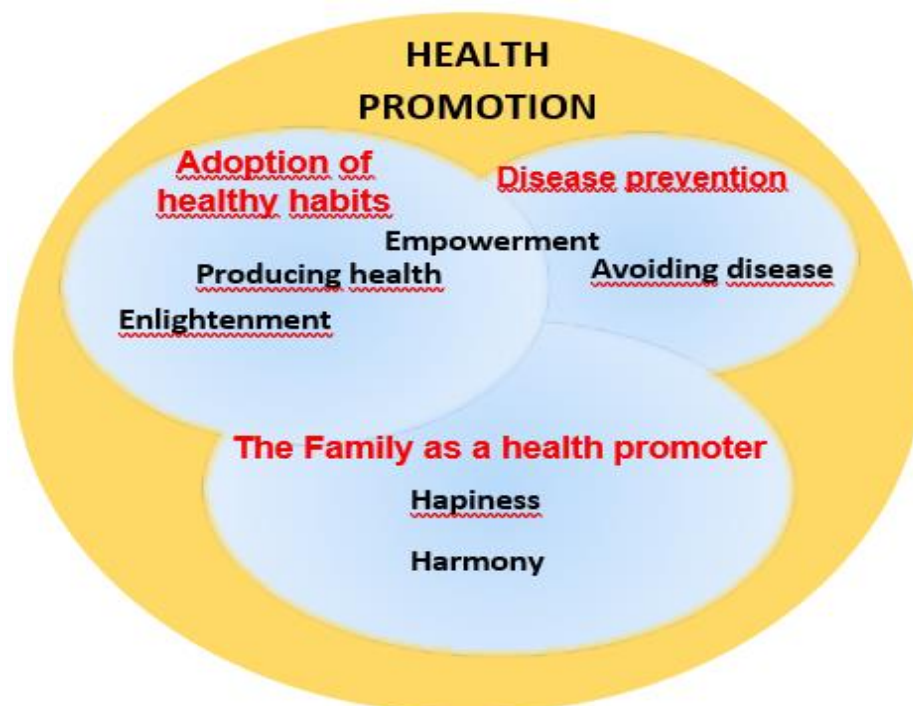 HEALTH
PROMOTION
Adoption of
healthy habits
Disease prevention
Empowerment
Producing health
Avoiding disease
Enlightenment
The Family as a health promoter
Hapiness
Harmony